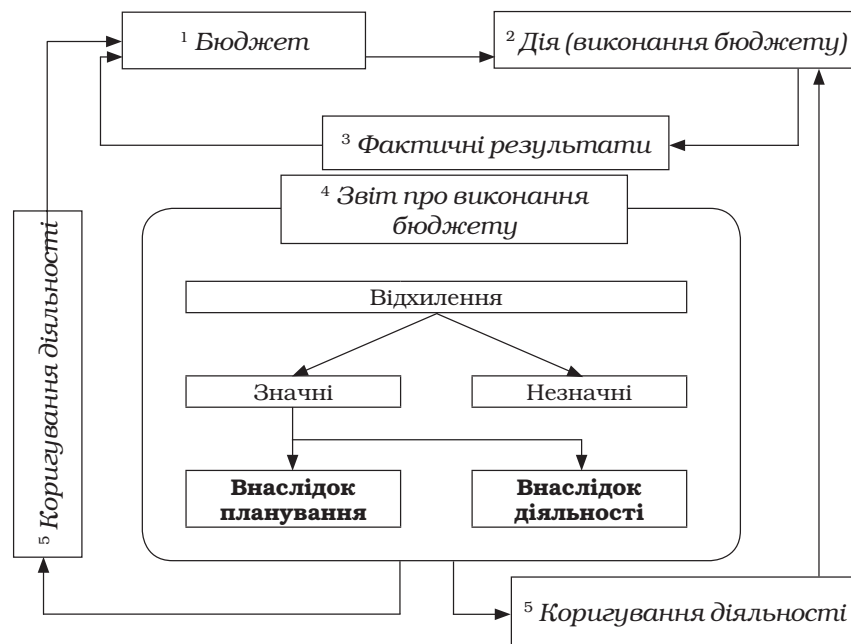 ¹ Бюджет
² Дія (виконання бюджету)
³ Фактичні результати
⁴ Звіт про виконання
бюджету
Відхилення
Значні
Незначні
Внаслідок
планування
Внаслідок
діяльності
⁵ Коригування діяльності
⁵ Коригування діяльності